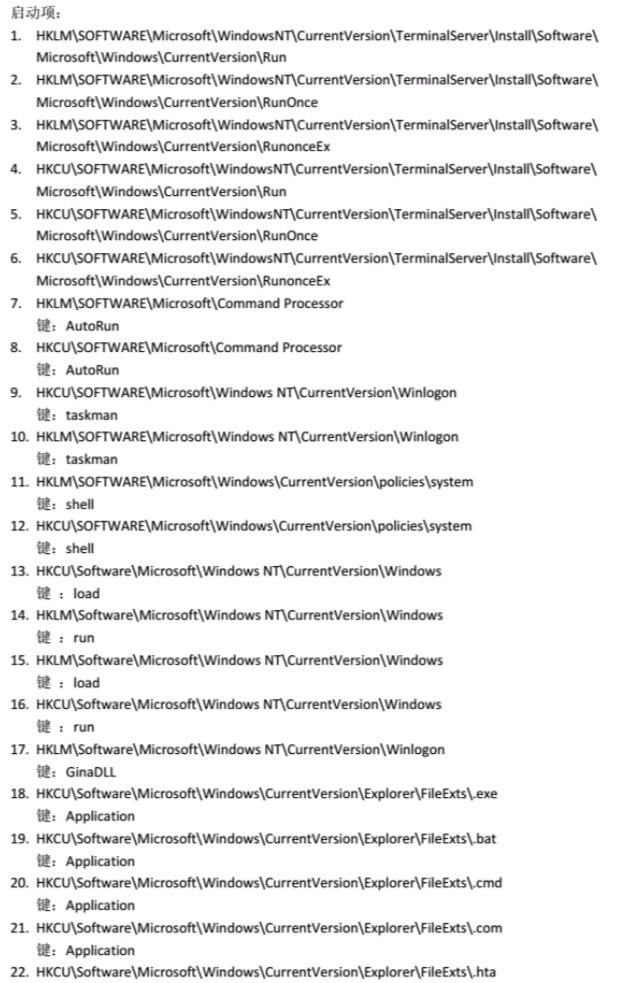 启动项:
1. HKLM\SOFTWARE\Microsoft\WindowsNT\CurrentVersion\TerminalServer\Install\Software\
Microsoft\Windows\CurrentVersion\Run
2. HKLM\SOFTWARE\Microsoft\WindowsNT\CurrentVersion\TerminalServer\Install\Software\
Microsoft\Windows\CurrentVersion\RunOnce
3. HKLM\SOFTWARE\Microsoft\WindowsNT\CurrentVersion\TerminalServer\Install\Software\
Microsoft\Windows\CurrentVersion\RunonceEx
4. HKCU\SOFTWARE\Microsoft\WindowsNT\CurrentVersion\TerminalServer\Install\Software\
Microsoft\Windows\CurrentVersion\Run
5. HKCU\SOFTWARE\Microsoft\WindowsNT\CurrentVersion\TerminalServer\Install\Software\
Microsoft\Windows\CurrentVersion\RunOnce
6. HKCU\SOFTWARE\Microsoft\WindowsNT\CurrentVersion\TerminalServer\Install\Software\
Microsoft\Windows\CurrentVersion\RunonceEx
7. HKLM\SOFTWARE\Microsoft\Command Processor
键：AutoRun
8. HKCU\SOFTWARE\Microsoft\Command Processor
键：AutoRun
9. HKCU\SOFTWARE\Microsoft\Windows NT\CurrentVersion\Winlogon
键：taskman
10. HKLM\SOFTWARE\Microsoft\Windows NT\CurrentVersion\Winlogon
键：taskman
11. HKLM\SOFTWARE\Microsoft\Windows\CurrentVersion\policies\system
键：shell
12. HKCU\SOFTWARE\Microsoft\Windows\CurrentVersion\policies\system
键：shell
13. HKCU\Software\Microsoft\Windows NT\CurrentVersion\Windows
键 ：load
14. HKLM\Software\Microsoft\Windows NT\CurrentVersion\Windows
键 ：run
15. HKLM\Software\Microsoft\Windows NT\CurrentVersion\Windows
键 ：load
16. HKCU\Software\Microsoft\Windows NT\CurrentVersion\Windows
键 ：run
17. HKLM\Software\Microsoft\Windows NT\CurrentVersion\Winlogon
键：GinaDLL
18. HKCU\Software\Microsoft\Windows\CurrentVersion\Explorer\FileExts\.exe
键：Application
19. HKCU\Software\Microsoft\Windows\CurrentVersion\Explorer\FileExts\.bat
键：Application
20. HKCU\Software\Microsoft\Windows\CurrentVersion\Explorer\FileExts\.cmd
键：Application
21. HKCU\Software\Microsoft\Windows\CurrentVersion\Explorer\FileExts\.com
键：Application
22. HKCU\Software\Microsoft\Windows\CurrentVersion\Explorer\FileExts\.hta